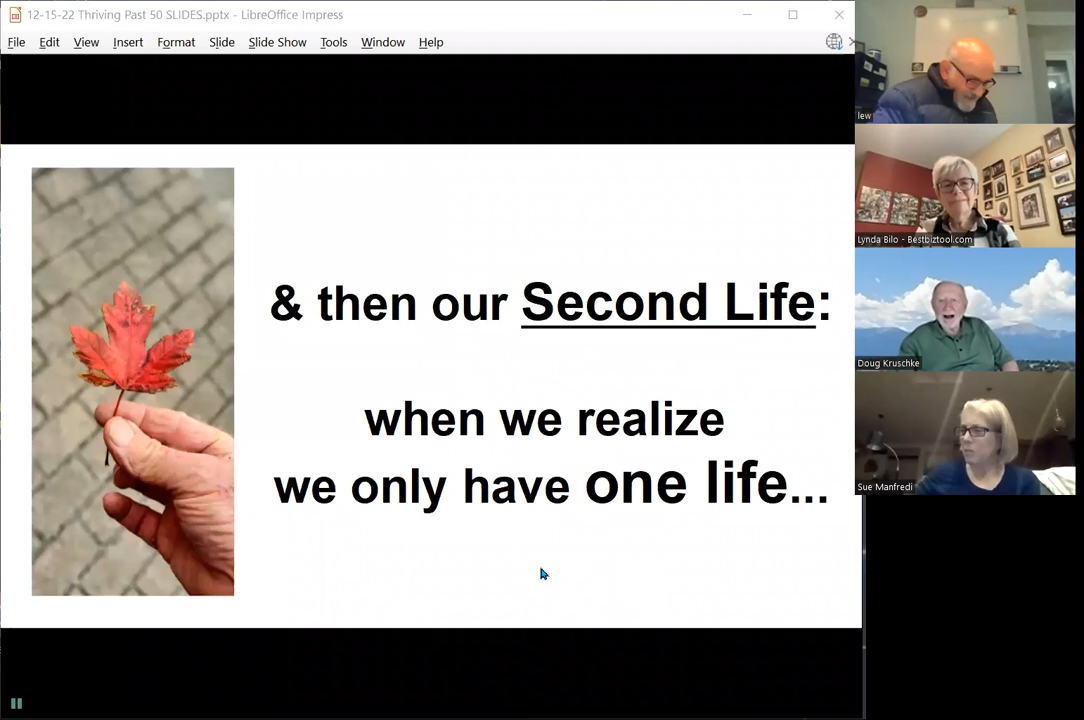 12-15-22 Thriving Past 50 SLIDES.pptx - LibreOffice Impress
File Edit View Insert Format Slide Slide Show Tools Window Help
& then our Second Life:
when we realize
we only have one life...
lew
Lynda Bilo - Bestbiztool.com
Doug Kruschke
Sue Manfredi